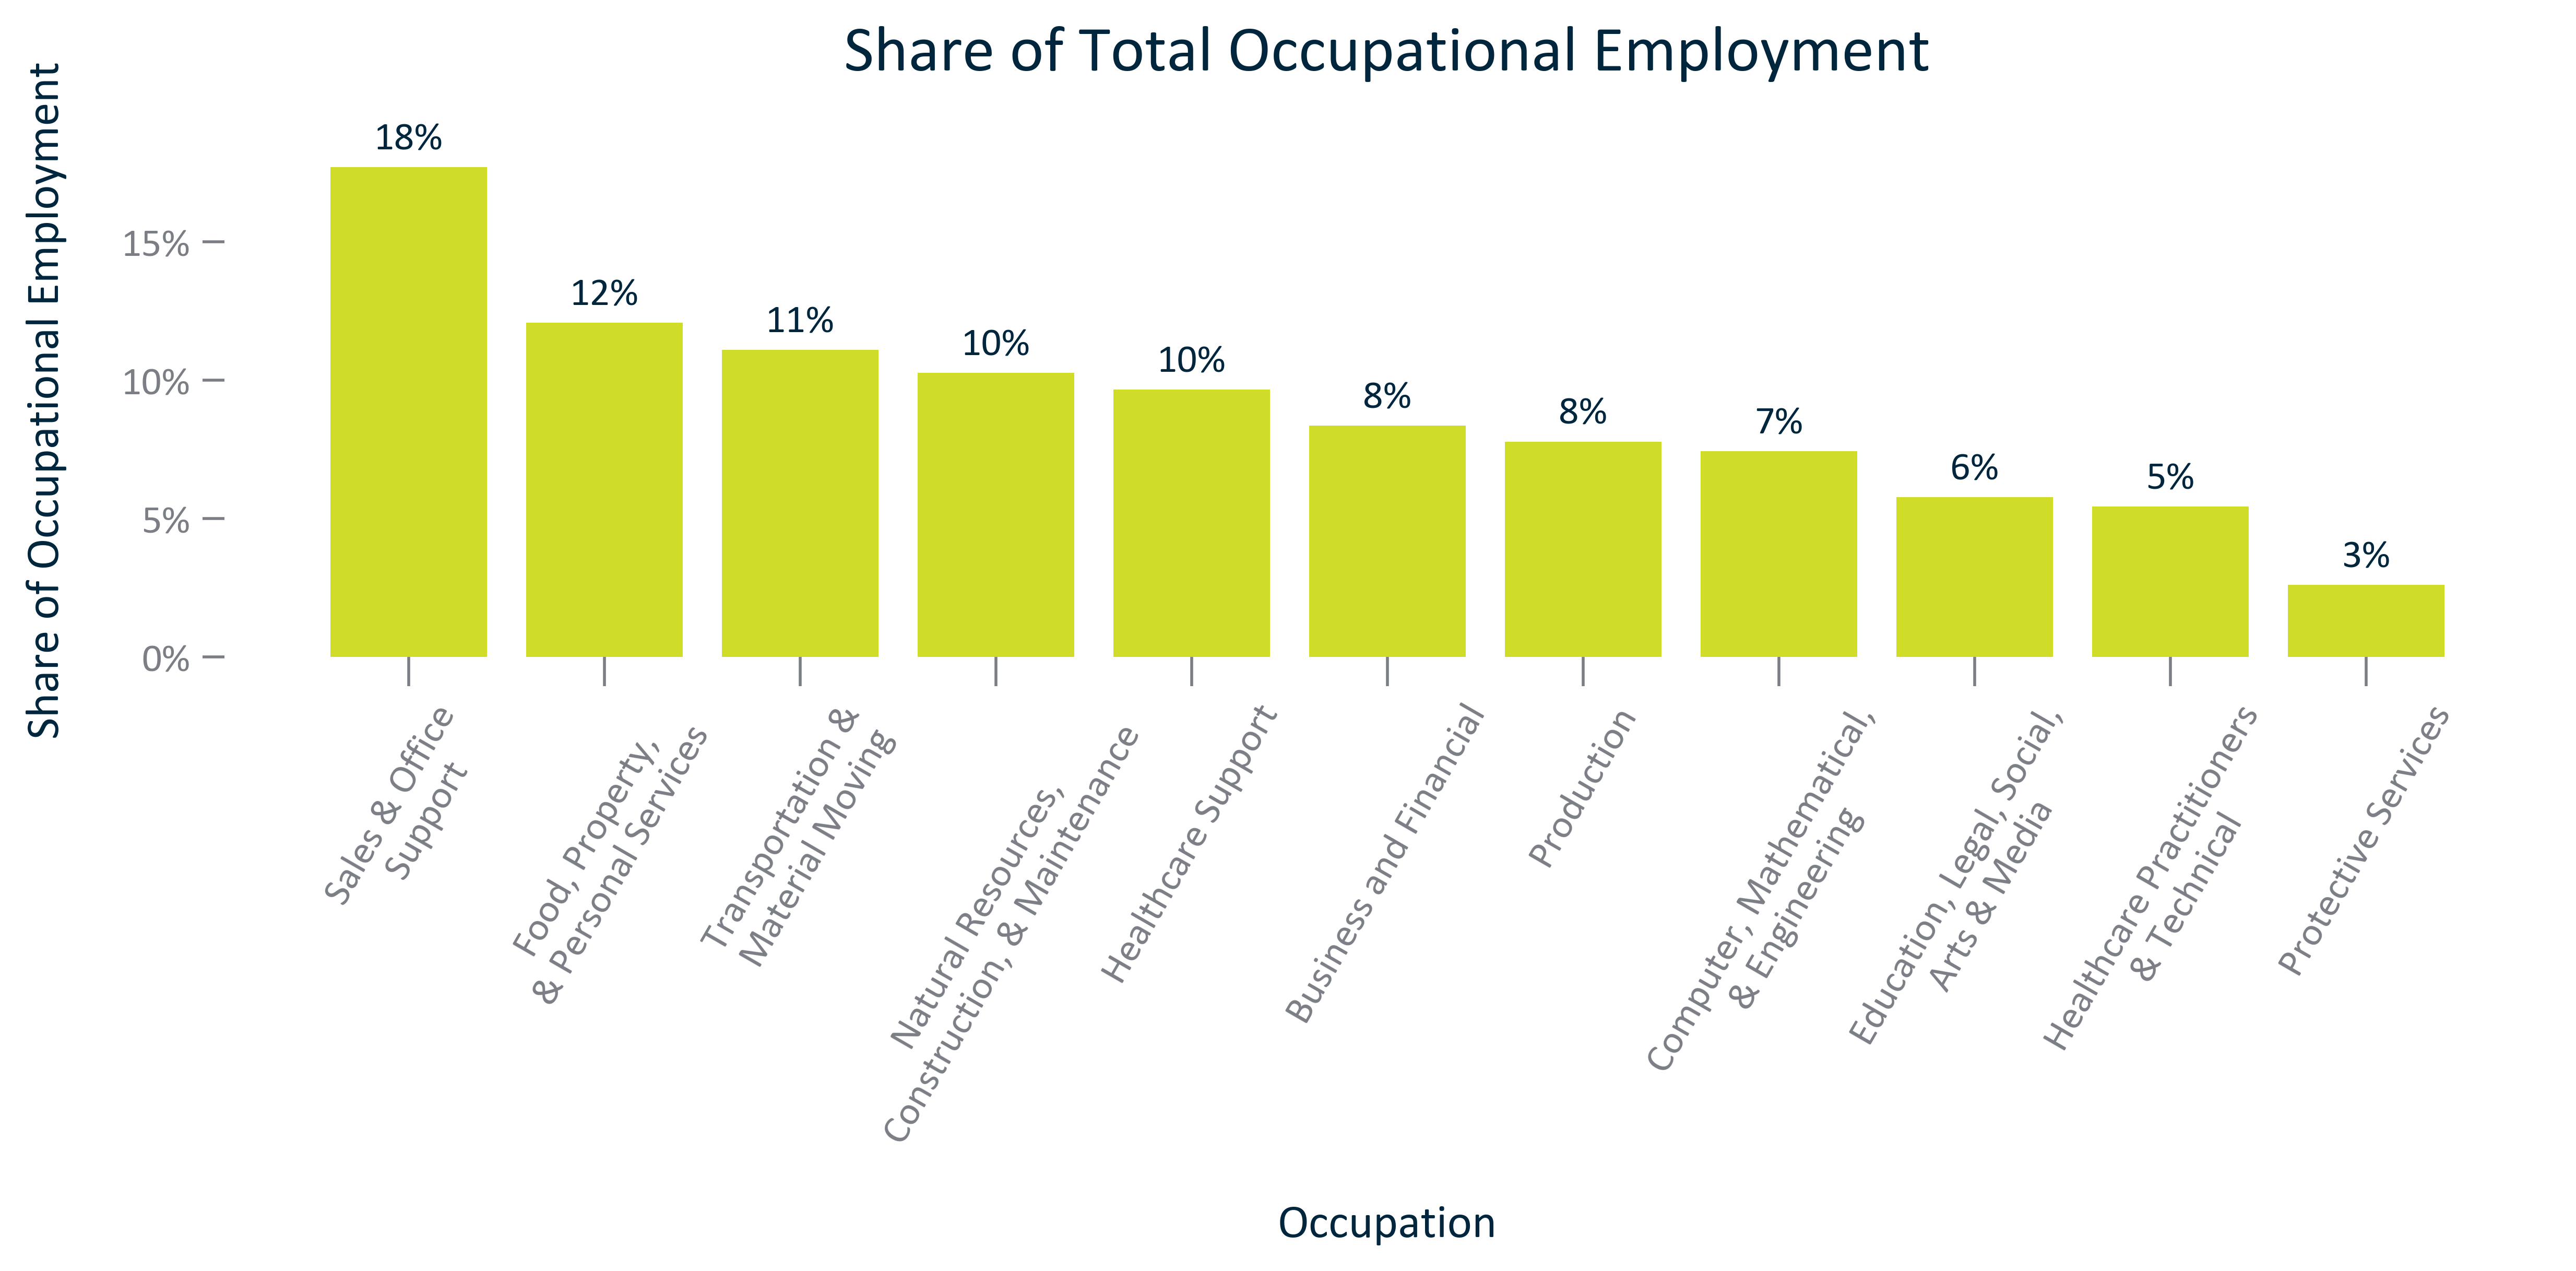 Share of Total Occupational Employment
Share of Occupational Employment
15%
10%
5%
0%
18%
12%
11%
10%
10%
8%
8%
7%
6%
5%
3%
Sales & Office
Support
Food, Property,
& Personal Services
Transportation &
Material Moving
Natural Resources,
Construction, & Maintenance
Healthcare Support
Business and Financial
Production
Computer, Mathematical,
& Engineering
Education, Legal, Social,
Arts & Media
Healthcare Practitioners
& Technical
Protective Services
Occupation